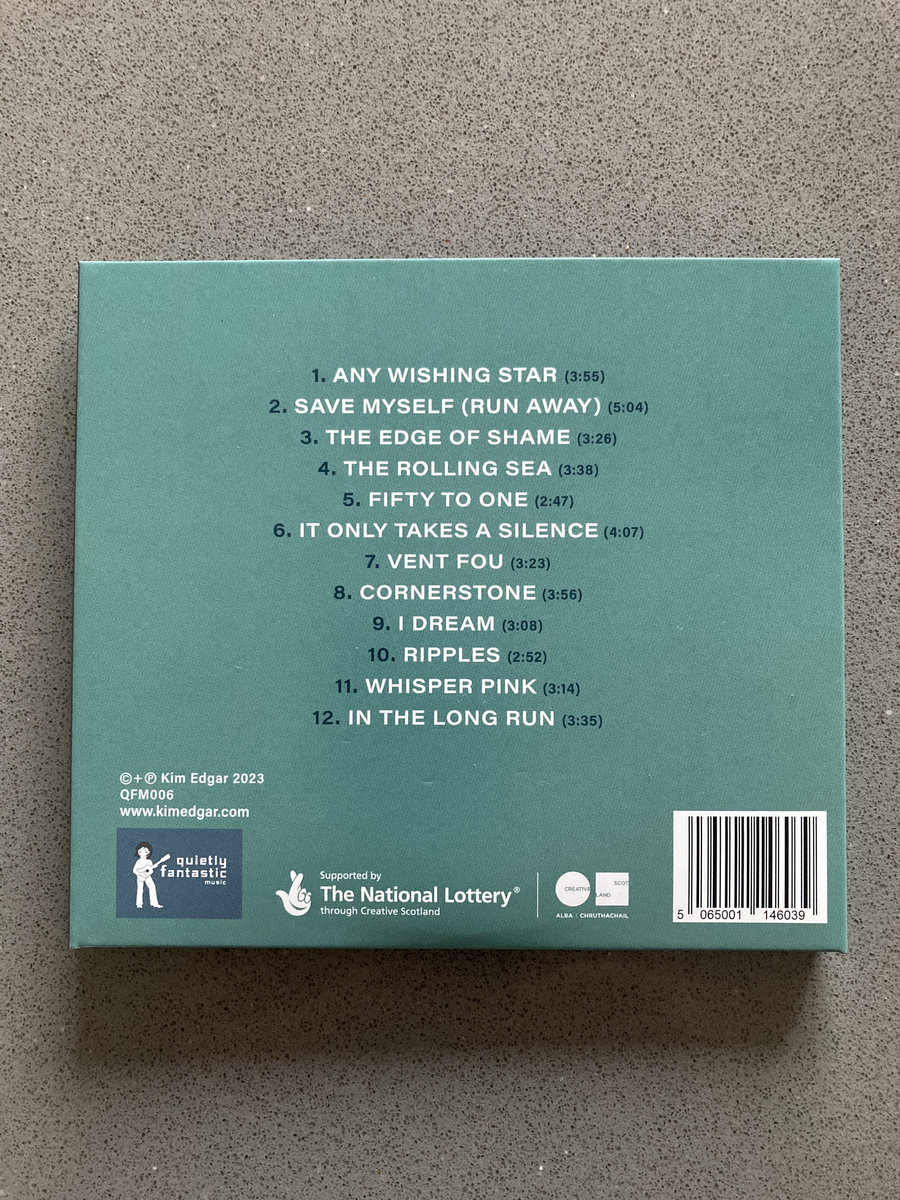 1. ANY WISHING STAR (3:55)
2. SAVE MYSELF (RUN AWAY) (5:04)
3. THE EDGE OF SHAME (3:26)
4. THE ROLLING SEA (3:38)
5. FIFTY TO ONE (2:47)
6. IT ONLY TAKES A SILENCE (4:07)
7. VENT FOU (3:23)
8. CORNERSTONE (3:56)
9. I DREAM (3:08)
10. RIPPLES (2:52)
11. WHISPER PINK (3:14)
12. IN THE LONG RUN (3:35)
©+℗ Kim Edgar 2023
QFM006
www.kimedgar.com
quietly
fantastic
music
Supported by
The National Lottery®
through Creative Scotland
CREATIVE SCOT
LAND
ALBA | CHRUTHACHAIL
5 065001 146039